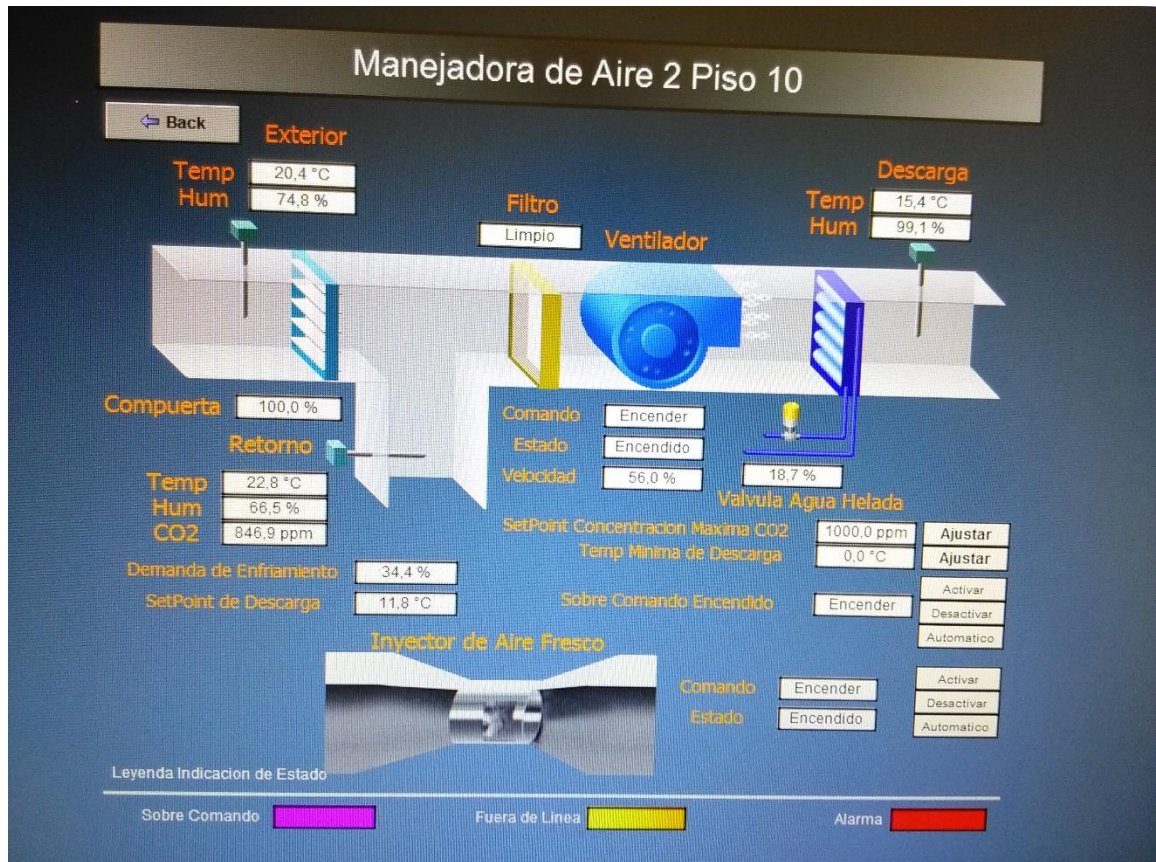 Manejadora de Aire 2 Piso 10
Back
Exterior
Temp 20,4 °C
Hum 74,8 %
Descarga
Temp 15,4 °C
Hum 99,1 %
Filtro
Limpio
Ventilador
Compuerta 100,0 %
Comando Encender
Estado Encendido
Velocidad 56,0 %
18,7 %
Valvula Agua Helada
Retorno
Temp 22,8 °C
Hum 66,5 %
CO2 846,9 ppm
SetPoint Concentracion Maxima CO2 1000,0 ppm Ajustar
Temp Minima de Descarga 0,0 °C Ajustar
Demanda de Enfriamiento 34,4 %
SetPoint de Descarga 11,8 °C
Sobre Comando Encendido Encender
Activar
Desactivar
Automatico
Inyector de Aire Fresco
Comando Encender
Estado Encendido
Activar
Desactivar
Automatico
Leyenda Indicacion de Estado
Sobre Comando
Fuera de Linea
Alarma